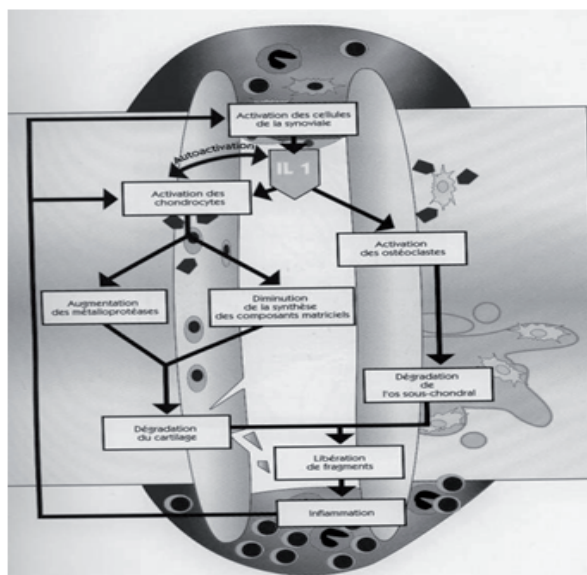 Activation des cellules
de la synoviale
Autoactivation
IL 1
Activation des
chondrocytes
Activation
des ostéoclastes
Augmentation
des métalloprotéases
Diminution
de la synthèse
des composants matriciels
Dégradation
de
l'os sous-chondral
Dégradation
du cartilage
Libération
de fragments
Inflammation